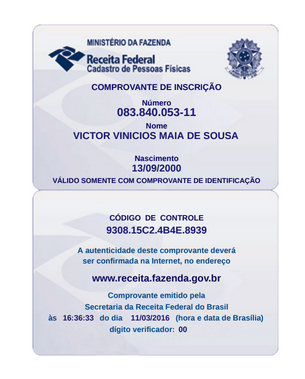 MINISTÉRIO DA FAZENDA
Receita Federal
Cadastro de Pessoas Físicas
COMPROVANTE DE INSCRIÇÃO
Número
083.840.053-11
Nome
VICTOR VINICIOS MAIA DE SOUSA
Nascimento
13/09/2000
VÁLIDO SOMENTE COM COMPROVANTE DE IDENTIFICAÇÃO
CÓDIGO DE CONTROLE
9308.15C2.4B4E.8939
A autenticidade deste comprovante deverá
ser confirmada na Internet, no endereço
www.receita.fazenda.gov.br
Comprovante emitido pela
Secretaria da Receita Federal do Brasil
às 16:36:33 do dia 11/03/2016 (hora e data de Brasília)
dígito verificador: 00